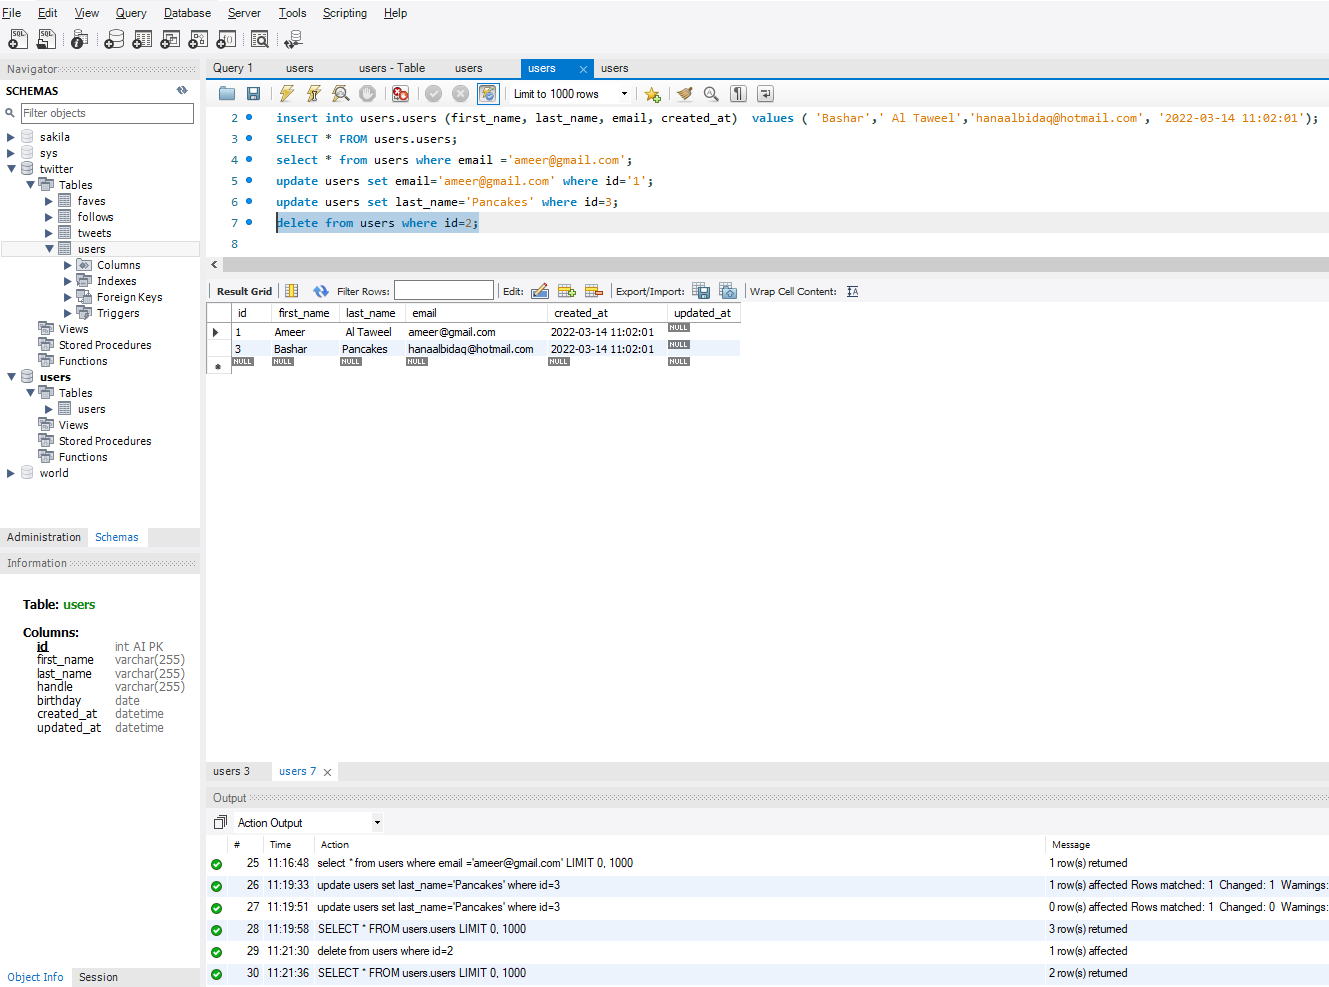 File Edit View Query Database Server Tools Scripting Help
Navigator
SCHEMAS
Filter objects
sakila
sys
twitter
Tables
faves
follows
tweets
users
Columns
Indexes
Foreign Keys
Triggers
Views
Stored Procedures
Functions
users
Tables
users
Views
Stored Procedures
Functions
world
Administration Schemas
Information
Table: users
Columns:
id int AI PK
first_name varchar(255)
last_name varchar(255)
handle varchar(255)
birthday date
created_at datetime
updated_at datetime
Object Info Session
Query 1 users users - Table users users users
Limit to 1000 rows
2 insert into users.users (first_name, last_name, email, created_at)  values ( 'Bashar',' Al Taweel','hanaalbidaq@hotmail.com', '2022-03-14 11:02:01');
3 SELECT * FROM users.users;
4 select * from users where email ='ameer@gmail.com';
5 update users set email='ameer@gmail.com' where id='1';
6 update users set last_name='Pancakes' where id=3;
7 delete from users where id=2;
8
Result Grid Filter Rows: Edit: Export/Import: Wrap Cell Content:
id first_name last_name email created_at updated_at
1 Ameer Al Taweel ameer@gmail.com 2022-03-14 11:02:01 NULL
3 Bashar Pancakes hanaalbidaq@hotmail.com 2022-03-14 11:02:01 NULL
NULL NULL NULL NULL NULL NULL
users 3 users 7
Output
Action Output
# Time Action Message
25 11:16:48 select * from users where email ='ameer@gmail.com' LIMIT 0, 1000 1 row(s) returned
26 11:19:33 update users set last_name='Pancakes' where id=3 1 row(s) affected Rows matched: 1  Changed: 1  Warnings:
27 11:19:51 update users set last_name='Pancakes' where id=3 0 row(s) affected Rows matched: 1  Changed: 0  Warnings:
28 11:19:58 SELECT * FROM users.users LIMIT 0, 1000 3 row(s) returned
29 11:21:30 delete from users where id=2 1 row(s) affected
30 11:21:36 SELECT * FROM users.users LIMIT 0, 1000 2 row(s) returned